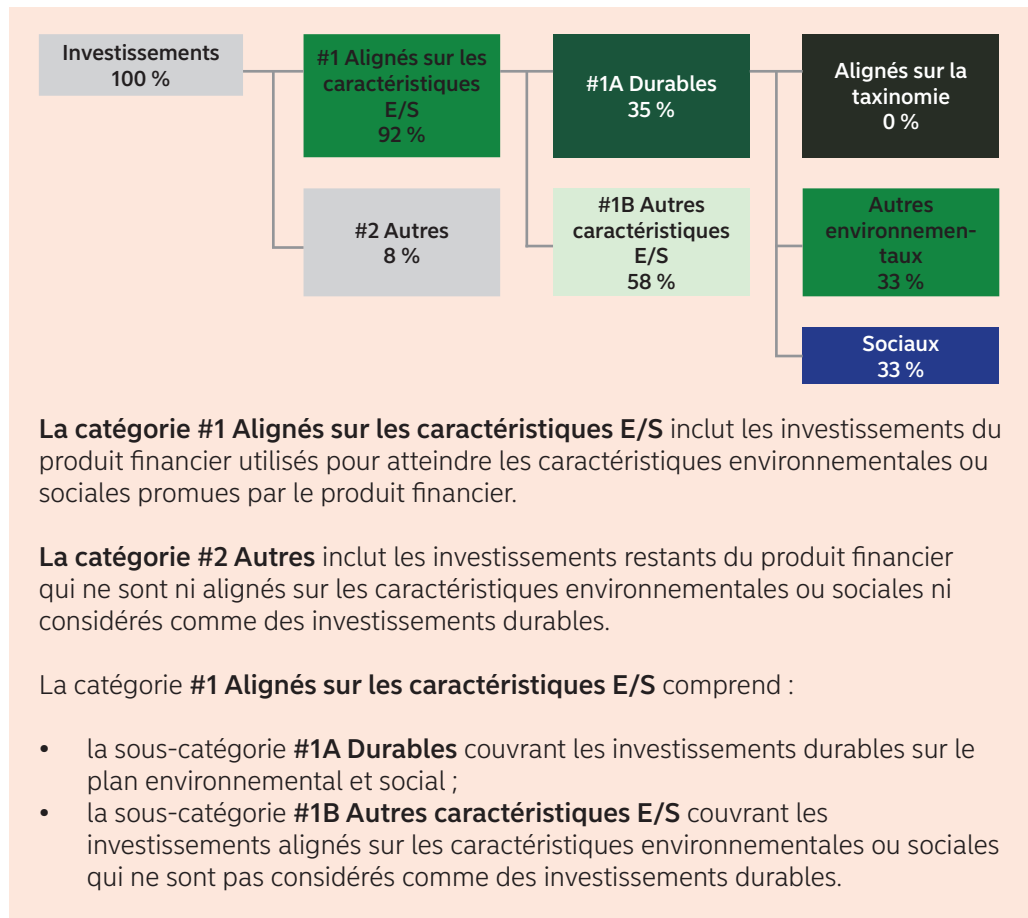 Investissements
100 %
#1 Alignés sur les
caractéristiques
E/S
92 %
#1A Durables
35 %
Alignés sur la
taxinomie
0 %
#2 Autres
8 %
#1B Autres
caractéristiques
E/S
58 %
Autres
environnemen-
taux
33 %
Sociaux
33 %
La catégorie #1 Alignés sur les caractéristiques E/S inclut les investissements du
produit financier utilisés pour atteindre les caractéristiques environnementales ou
sociales promues par le produit financier.
La catégorie #2 Autres inclut les investissements restants du produit financier
qui ne sont ni alignés sur les caractéristiques environnementales ou sociales ni
considérés comme des investissements durables.
La catégorie #1 Alignés sur les caractéristiques E/S comprend :
• la sous-catégorie #1A Durables couvrant les investissements durables sur le
plan environnemental et social ;
• la sous-catégorie #1B Autres caractéristiques E/S couvrant les
investissements alignés sur les caractéristiques environnementales ou sociales
qui ne sont pas considérés comme des investissements durables.